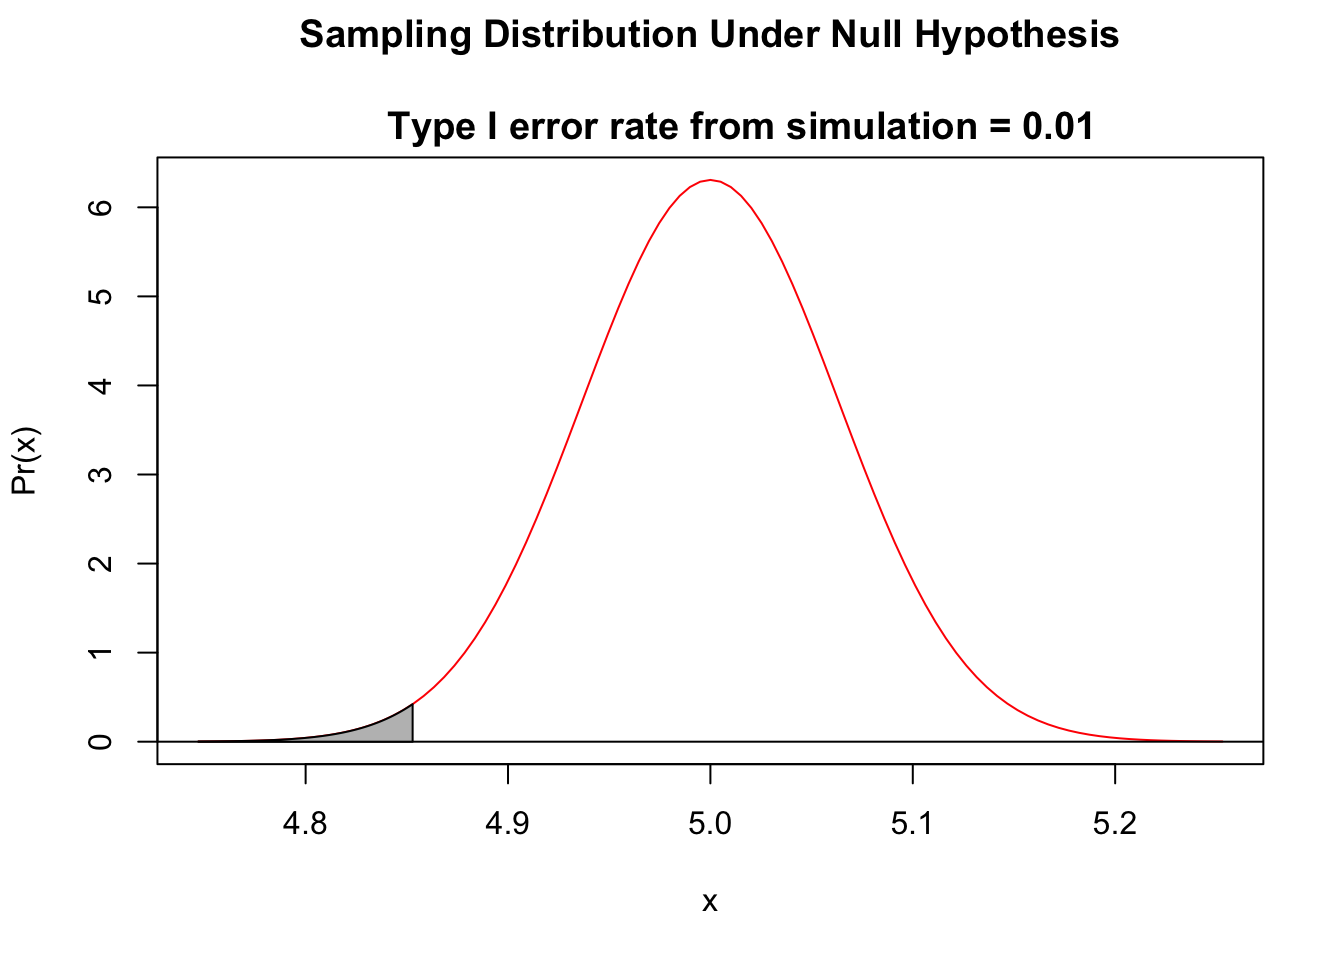 Sampling Distribution Under Null Hypothesis
Type I error rate from simulation = 0.01
Pr(x)
6
5
4
3
2
1
0
4.8 4.9 5.0 5.1 5.2
x